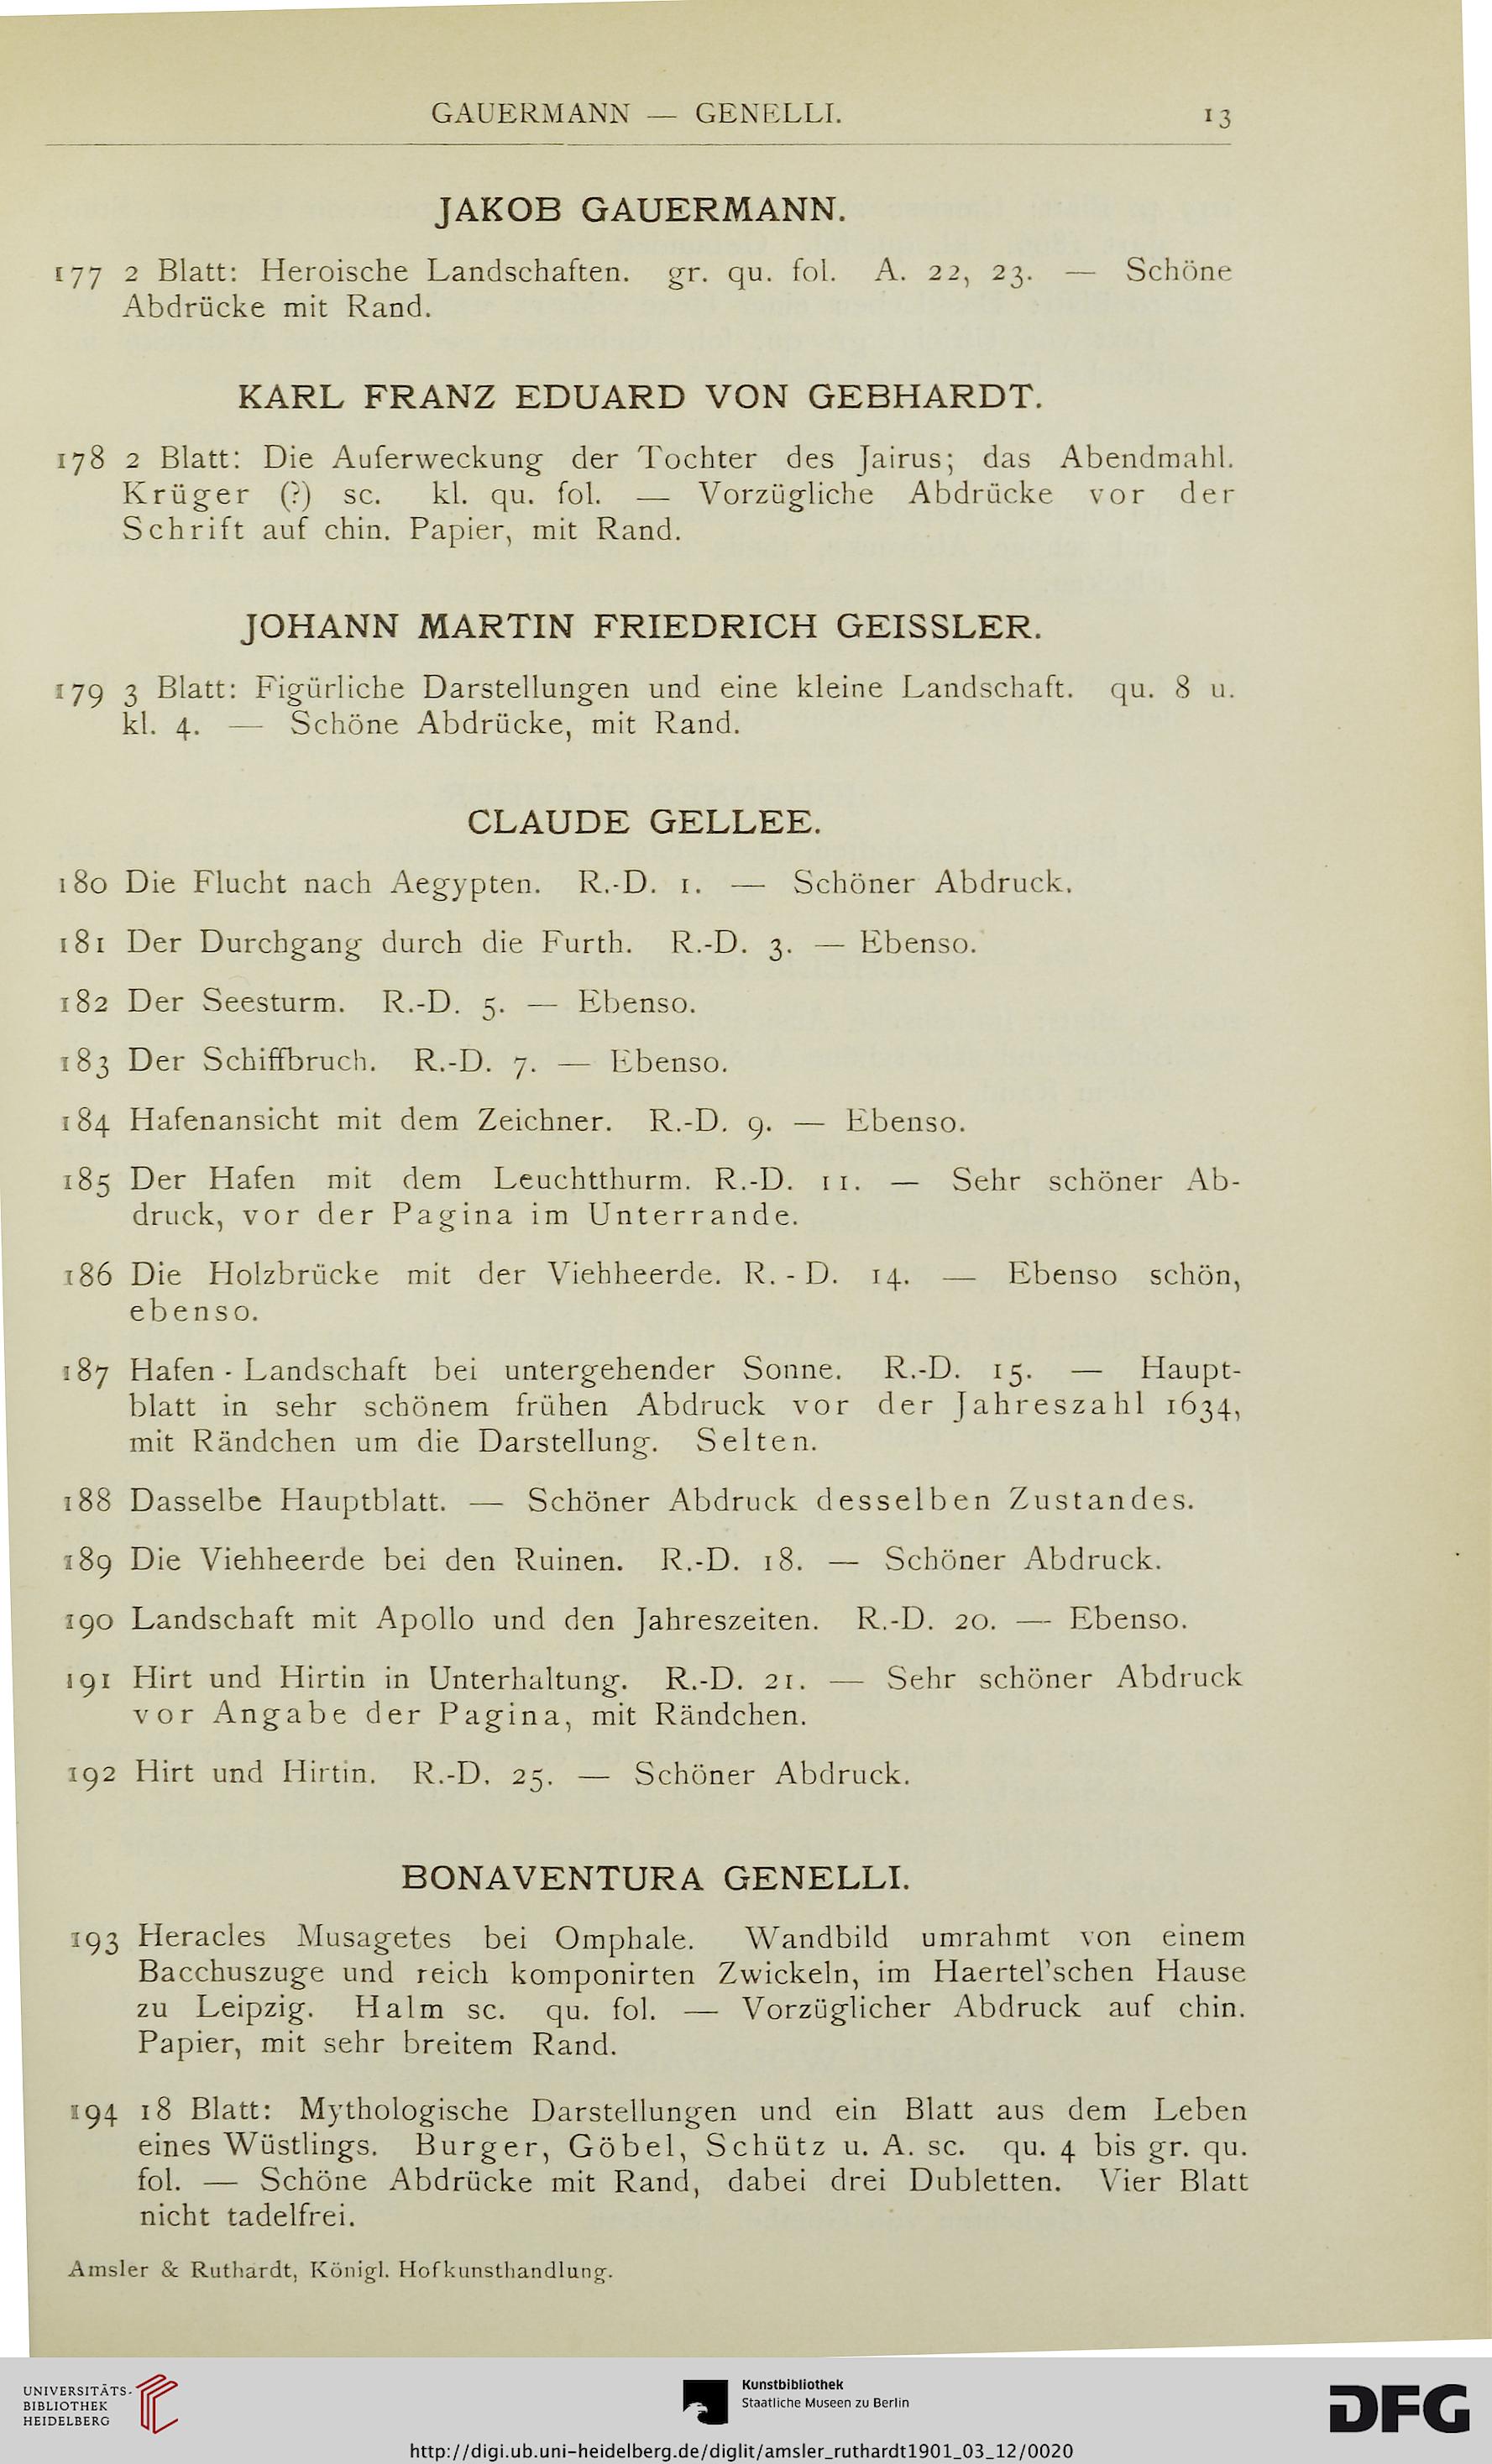 GAUERMANN — GENELLI. 13
JAKOB GAUERMANN.
177 2 Blatt: Heroische Landschaften. gr. qu. fol. A. 22, 23. — Schöne
Abdrücke mit Rand.
KARL FRANZ EDUARD VON GEBHARDT.
178 2 Blatt: Die Auferweckung der Tochter des Jairus; das Abendmahl.
Krüger (?) sc. kl. qu. fol. — Vorzügliche Abdrücke vor der
Schrift auf chin. Papier, mit Rand.
JOHANN MARTIN FRIEDRICH GEISSLER.
179 3 Blatt: Figürliche Darstellungen und eine kleine Landschaft. qu. 8 u.
kl. 4. — Schöne Abdrücke, mit Rand.
CLAUDE GELLEE.
180 Die Flucht nach Aegypten. R.-D. 1. — Schöner Abdruck.
181 Der Durchgang durch die Furth. R.-D. 3. — Ebenso.
182 Der Seesturm. R.-D. 5. — Ebenso.
183 Der Schiffbruch. R.-D. 7. — Ebenso.
184 Hafenansicht mit dem Zeichner. R.-D. 9. — Ebenso.
185 Der Hafen mit dem Leuchtthurm. R.-D. 11. — Sehr schöner Ab-
druck, vor der Pagina im Unterrande.
186 Die Holzbrücke mit der Viehheerde. R.-D. 14. — Ebenso schön,
ebenso.
187 Hafen-Landschaft bei untergehender Sonne. R.-D. 15. — Haupt-
blatt in sehr schönem frühen Abdruck vor der Jahreszahl 1634,
mit Rändchen um die Darstellung. Selten.
188 Dasselbe Hauptblatt. — Schöner Abdruck desselben Zustandes.
189 Die Viehheerde bei den Ruinen. R.-D. 18. — Schöner Abdruck.
190 Landschaft mit Apollo und den Jahreszeiten. R.-D. 20. — Ebenso.
191 Hirt und Hirtin in Unterhaltung. R.-D. 21. — Sehr schöner Abdruck
vor Angabe der Pagina, mit Rändchen.
192 Hirt und Hirtin. R.-D. 25. — Schöner Abdruck.
BONAVENTURA GENELLI.
193 Heracles Musagetes bei Omphale. Wandbild umrahmt von einem
Bacchuszuge und reich komponirten Zwickeln, im Haertel'schen Hause
zu Leipzig. Halm sc. qu. fol. — Vorzüglicher Abdruck auf chin.
Papier, mit sehr breitem Rand.
194 18 Blatt: Mythologische Darstellungen und ein Blatt aus dem Leben
eines Wüstlings. Burger, Göbel, Schütz u. A. sc. qu. 4 bis gr. qu.
fol. — Schöne Abdrücke mit Rand, dabei drei Dubletten. Vier Blatt
nicht tadelfrei.
Amsler & Ruthardt, Königl. Hofkunsthandlung.
UNIVERSITÄTS-
BIBLIOTHEK
HEIDELBERG
Kunstbibliothek
Staatliche Museen zu Berlin
DFG
http://digi.ub.uni-heidelberg.de/diglit/amsler_ruthardt1901_03_12/0020